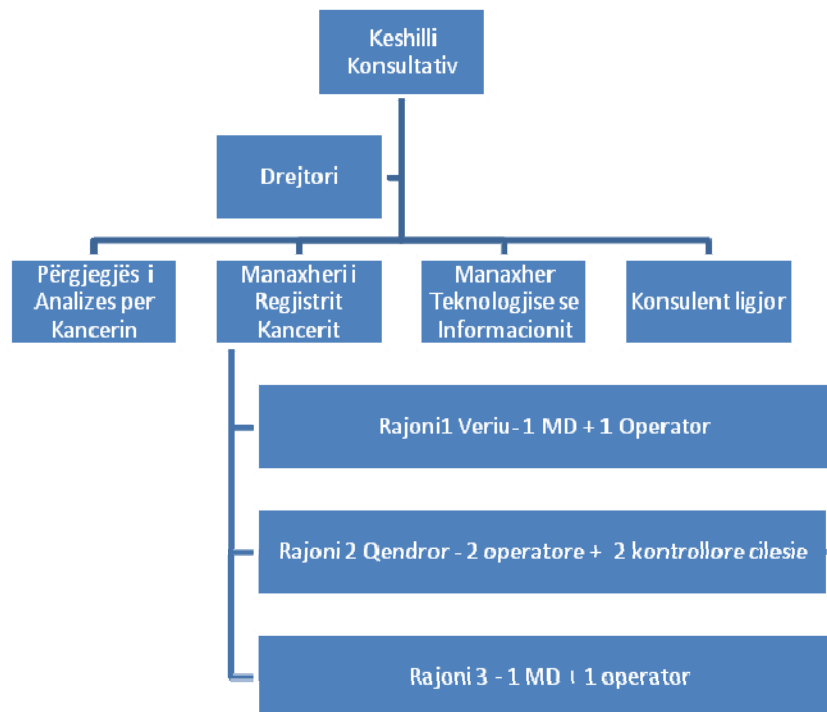 Keshilli
Konsultativ
Drejtori
Përgjegjës i
Analizes per
Kancerin
Manaxheri i
Regjistrit
Kancerit
Manaxher
Teknologjise se
Informacionit
Konsulent ligjor
Rajoni1 Veriu- 1 MD + 1 Operator
Rajoni 2 Qendror - 2 operatore + 2 kontrollore cilesie
Rajoni 3 - 1 MD + 1 operator